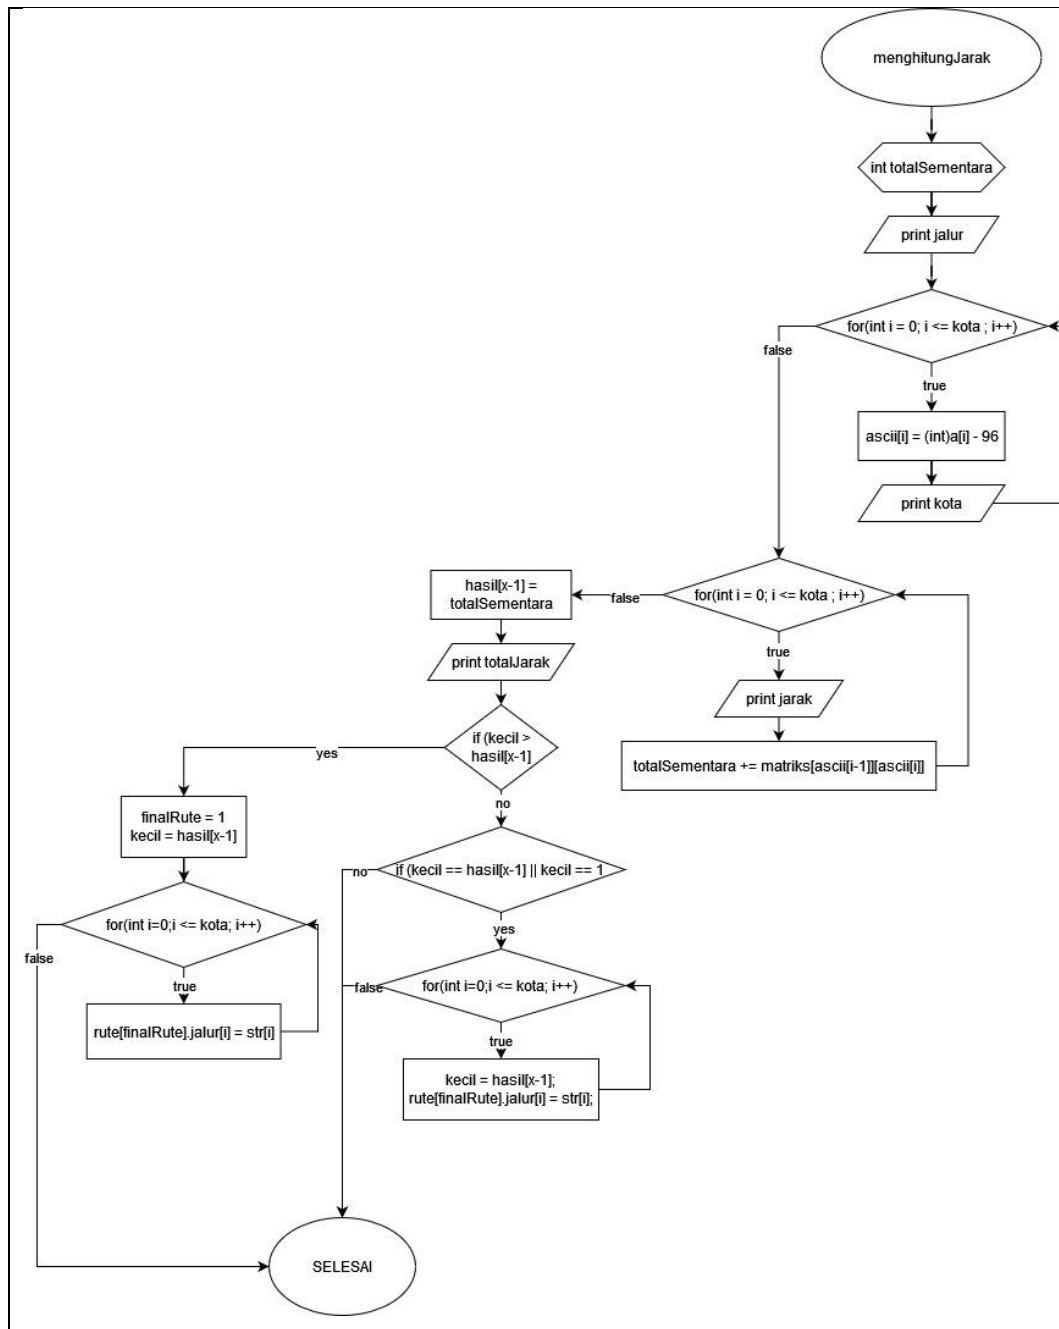 menghitungJarak
int totalSementara
print jalur
for(int i = 0; i <= kota ; i++)
false
true
ascii[i] = (int)a[i] - 96
print kota
for(int i = 0; i <= kota ; i++)
false
true
print jarak
totalSementara += matriks[ascii[i-1]][ascii[i]]
hasil[x-1] =
totalSementara
print totalJarak
if (kecil >
hasil[x-1]
yes
no
finalRute = 1
kecil = hasil[x-1]
for(int i=0;i <= kota; i++)
false
true
rute[finalRute].jalur[i] = str[i]
if (kecil == hasil[x-1] || kecil == 1
no
yes
for(int i=0;i <= kota; i++)
false
true
kecil = hasil[x-1];
rute[finalRute].jalur[i] = str[i];
SELESAI